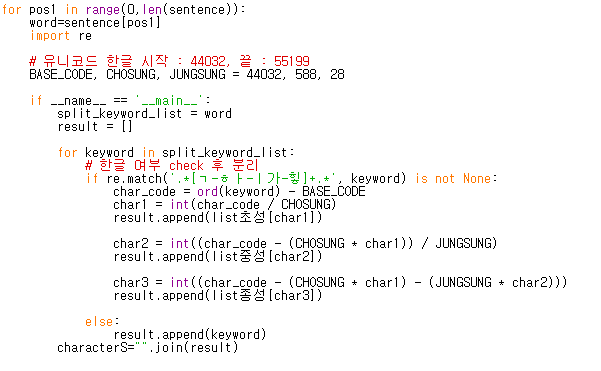 for pos1 in range(0,len(sentence)):
    word=sentence[pos1]
    import re

    # 유니코드 한글 시작 : 44032, 끝 : 55199
    BASE_CODE, CHOSUNG, JUNGSUNG = 44032, 588, 28

    if __name__ == '__main__':
        split_keyword_list = word
        result = []

        for keyword in split_keyword_list:
            # 한글 여부 check 후 분리
            if re.match('.*[ㄱ-ㅎㅏ-ㅣ가-힣]+.*', keyword) is not None:
                char_code = ord(keyword) - BASE_CODE
                char1 = int(char_code / CHOSUNG)
                result.append(list초성[char1])

                char2 = int((char_code - (CHOSUNG * char1)) / JUNGSUNG)
                result.append(list중성[char2])

                char3 = int((char_code - (CHOSUNG * char1) - (JUNGSUNG * char2)))
                result.append(list종성[char3])

            else:
                result.append(keyword)
        characterS="".join(result)